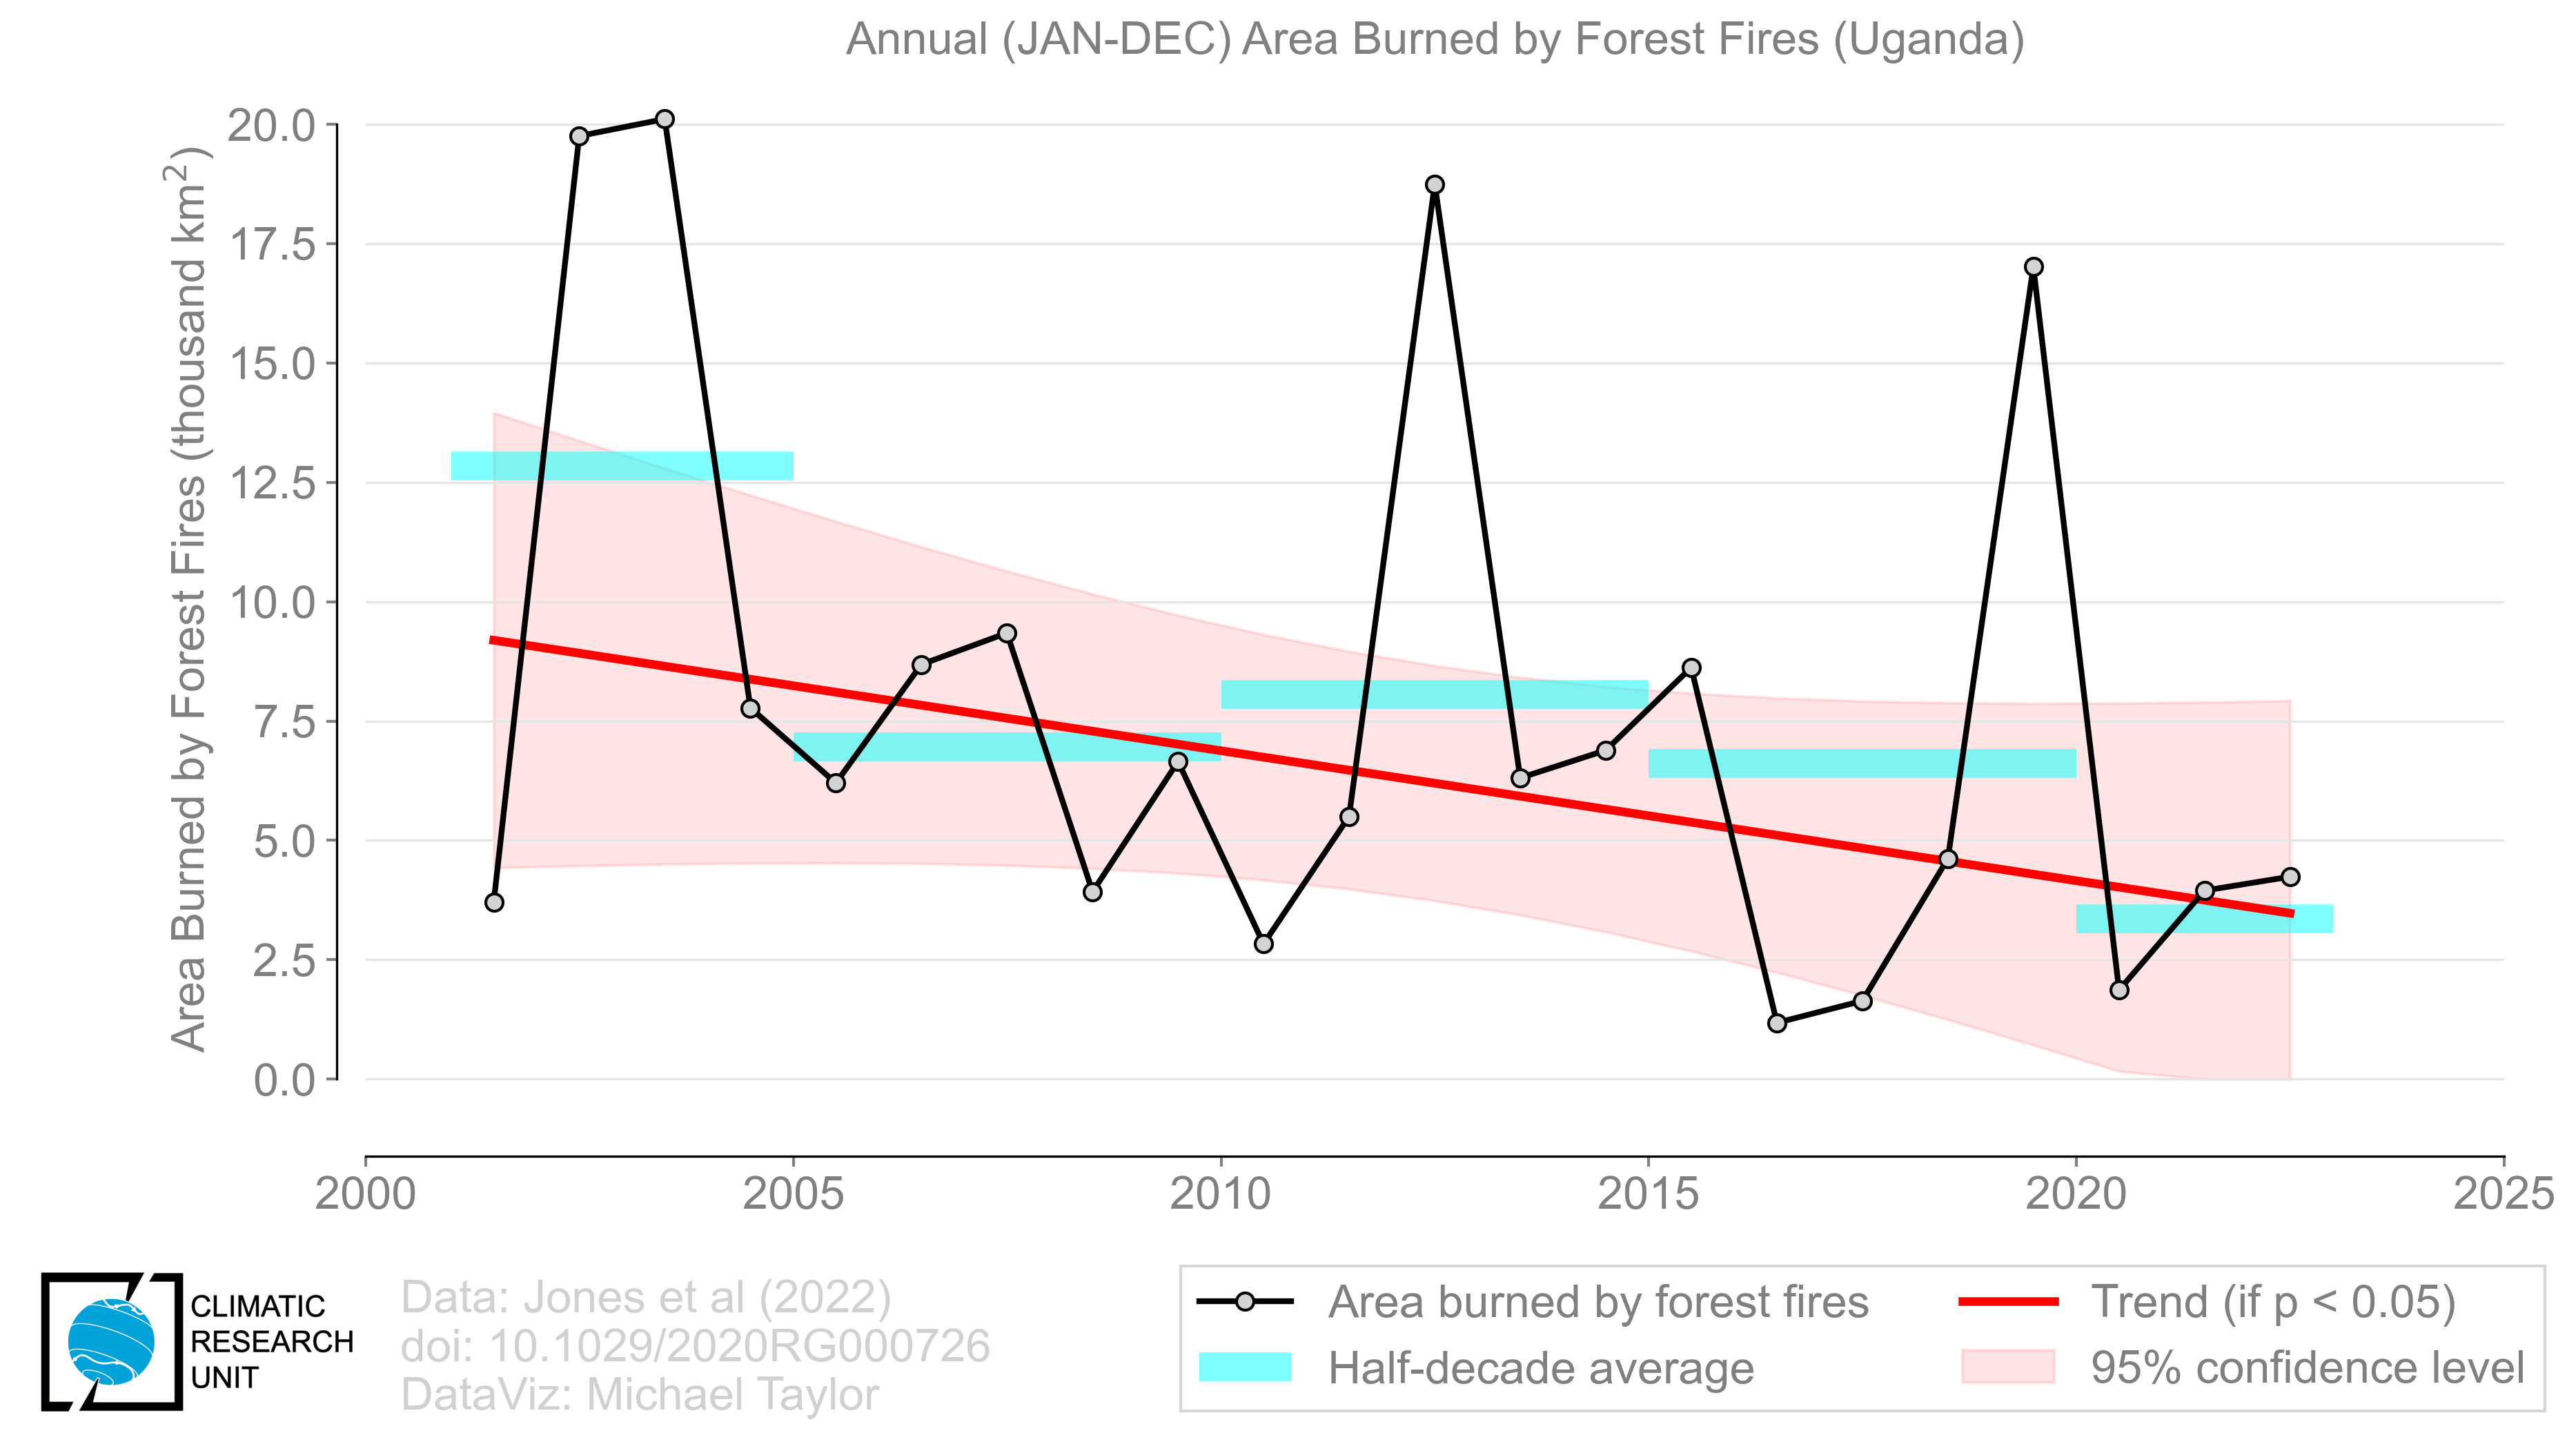 Annual (JAN-DEC) Area Burned by Forest Fires (Uganda)
Area Burned by Forest Fires (thousand km²)
20.0
17.5
15.0
12.5
10.0
7.5
5.0
2.5
0.0
2000 2005 2010 2015 2020 2025
CLIMATIC
RESEARCH
UNIT
Data: Jones et al (2022)
doi: 10.1029/2020RG000726
DataViz: Michael Taylor
Area burned by forest fires
Half-decade average
Trend (if p < 0.05)
95% confidence level